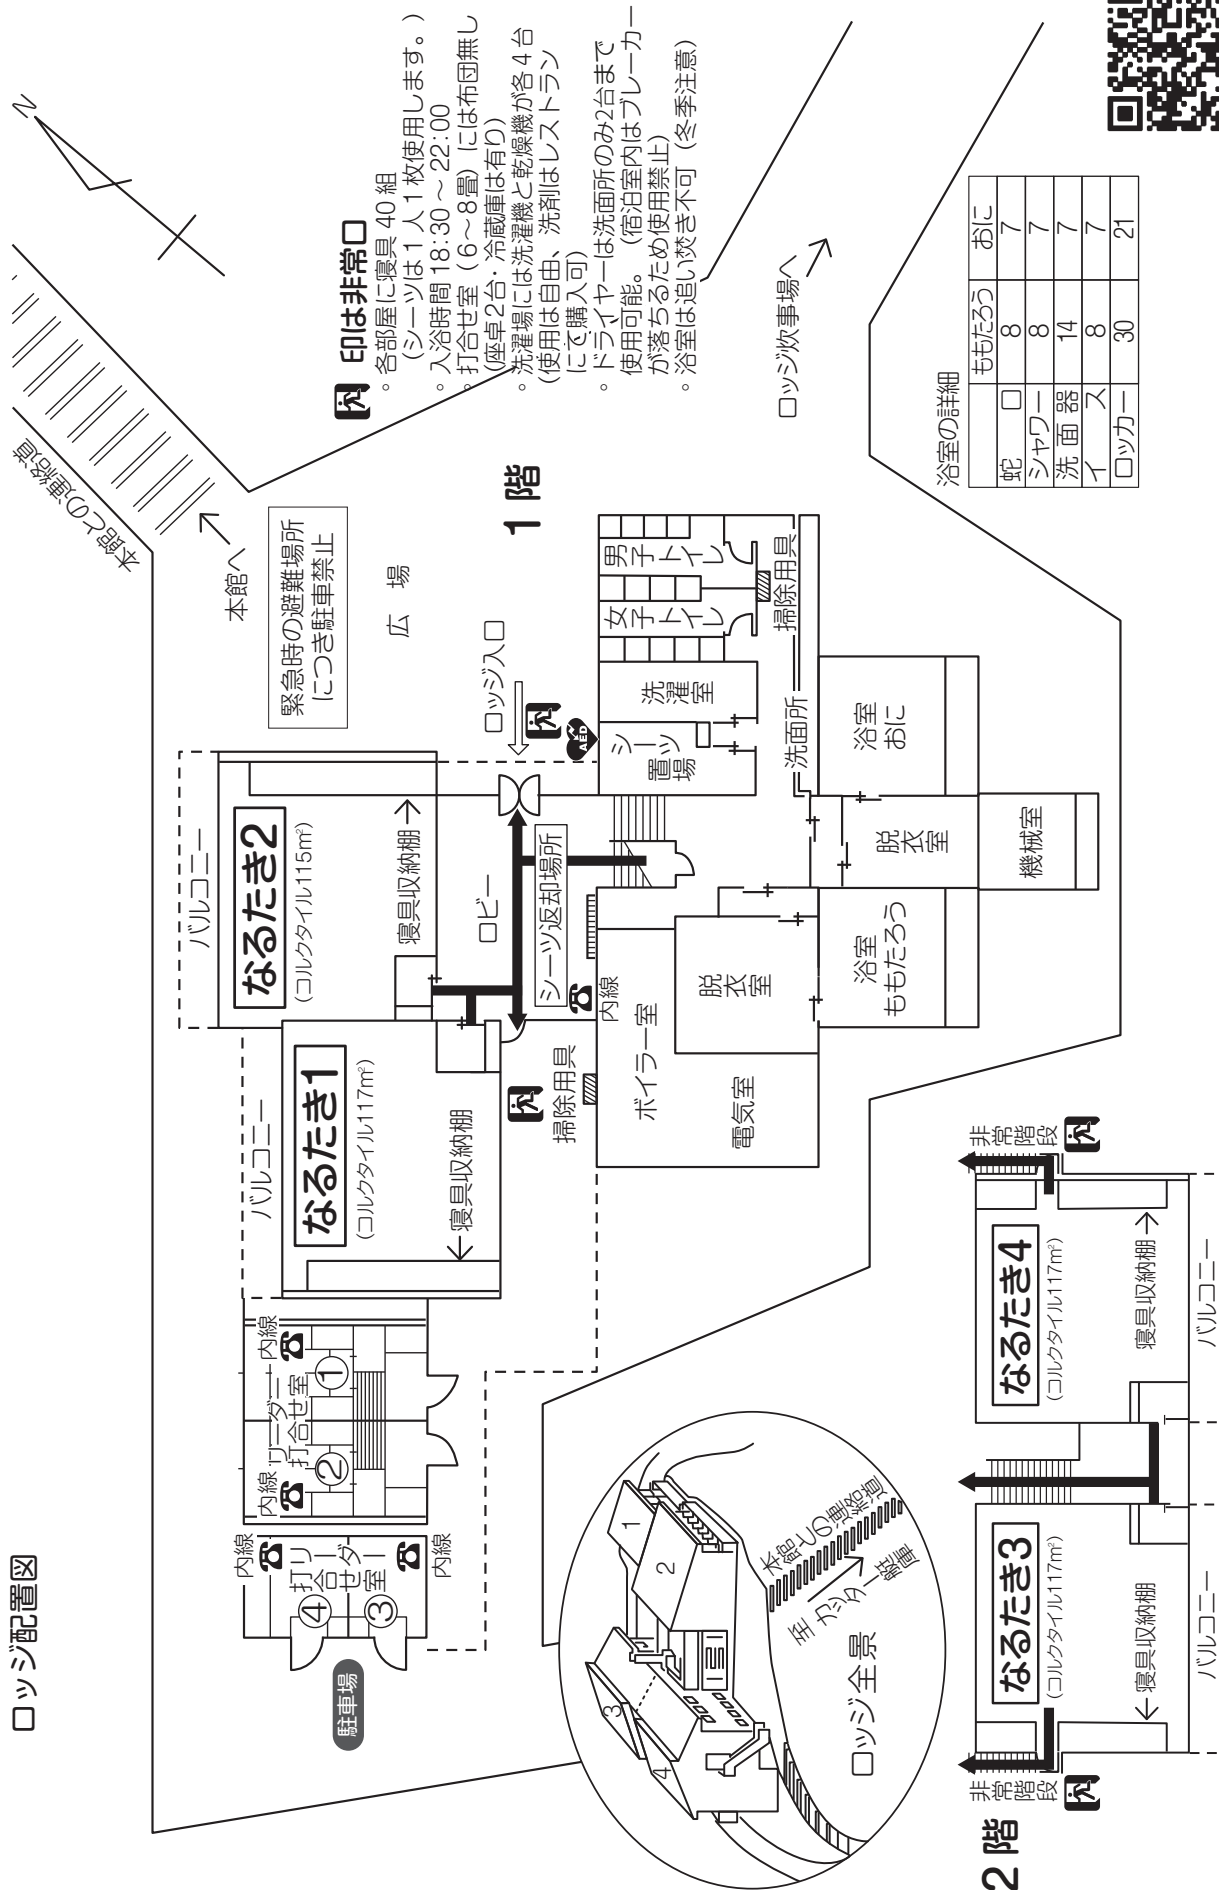 ロッジ配置図
N
本館との連絡道
本館へ
緊急時の避難場所
につき駐車禁止
広場
印は非常口
。各部屋に寝具 40 組
(シーツは 1 人 1 枚使用します。)
。入浴時間 18:30 ～ 22:00
。打合せ室 (6～8畳) には布団無し
(座卓2台・冷蔵庫は有り)
。洗濯場には洗濯機と乾燥機が各 4 台
(使用は自由、洗剤はレストラン
にて購入可)
。ドライヤーは洗面所のみ2台まで
使用可能。(宿泊室内はブレーカー
が落ちるため使用禁止)
。浴室は追い焚き不可 (冬季注意)
1 階
バルコニー
なるたき2
(コルクタイル115㎡)
寝具収納棚→
バルコニー
なるたき1
(コルクタイル117㎡)
←寝具収納棚
内線
リーダー
打合せ室
①
②
内線
内線
リーダー
打合せ室
④
③
内線
駐車場
ロビー
ロッジ入口
AED
シーツ返却場所
内線
掃除用具
シーツ
置場
洗濯
室
女子トイレ
男子トイレ
掃除用具
洗面所
ボイラー室
電気室
脱衣室
浴室
ももたろう
脱衣室
浴室
おに
機械室
ロッジ炊事場へ
浴室の詳細
ももたろう おに
蛇口 8 7
シャワー 8 7
洗面器 14 7
イス 8 7
ロッカー 30 21
1
2
3
4
本館との連絡道
至 カッター艇庫
ロッジ全景
2 階
非常階段
なるたき3
(コルクタイル117㎡)
←寝具収納棚
バルコニー
非常階段
なるたき4
(コルクタイル117㎡)
寝具収納棚→
バルコニー